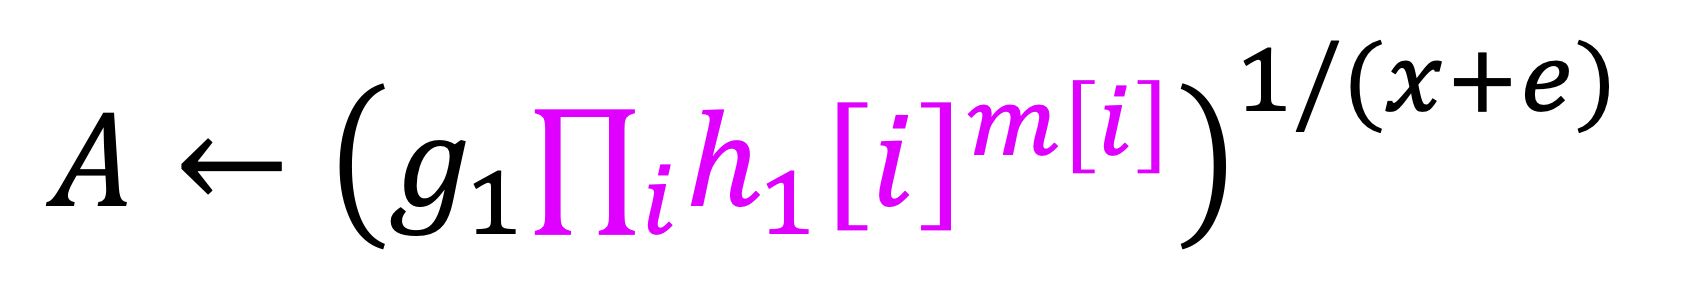 A ← (g₁∏ᵢh₁[i]^m[i])^1/(x+e)